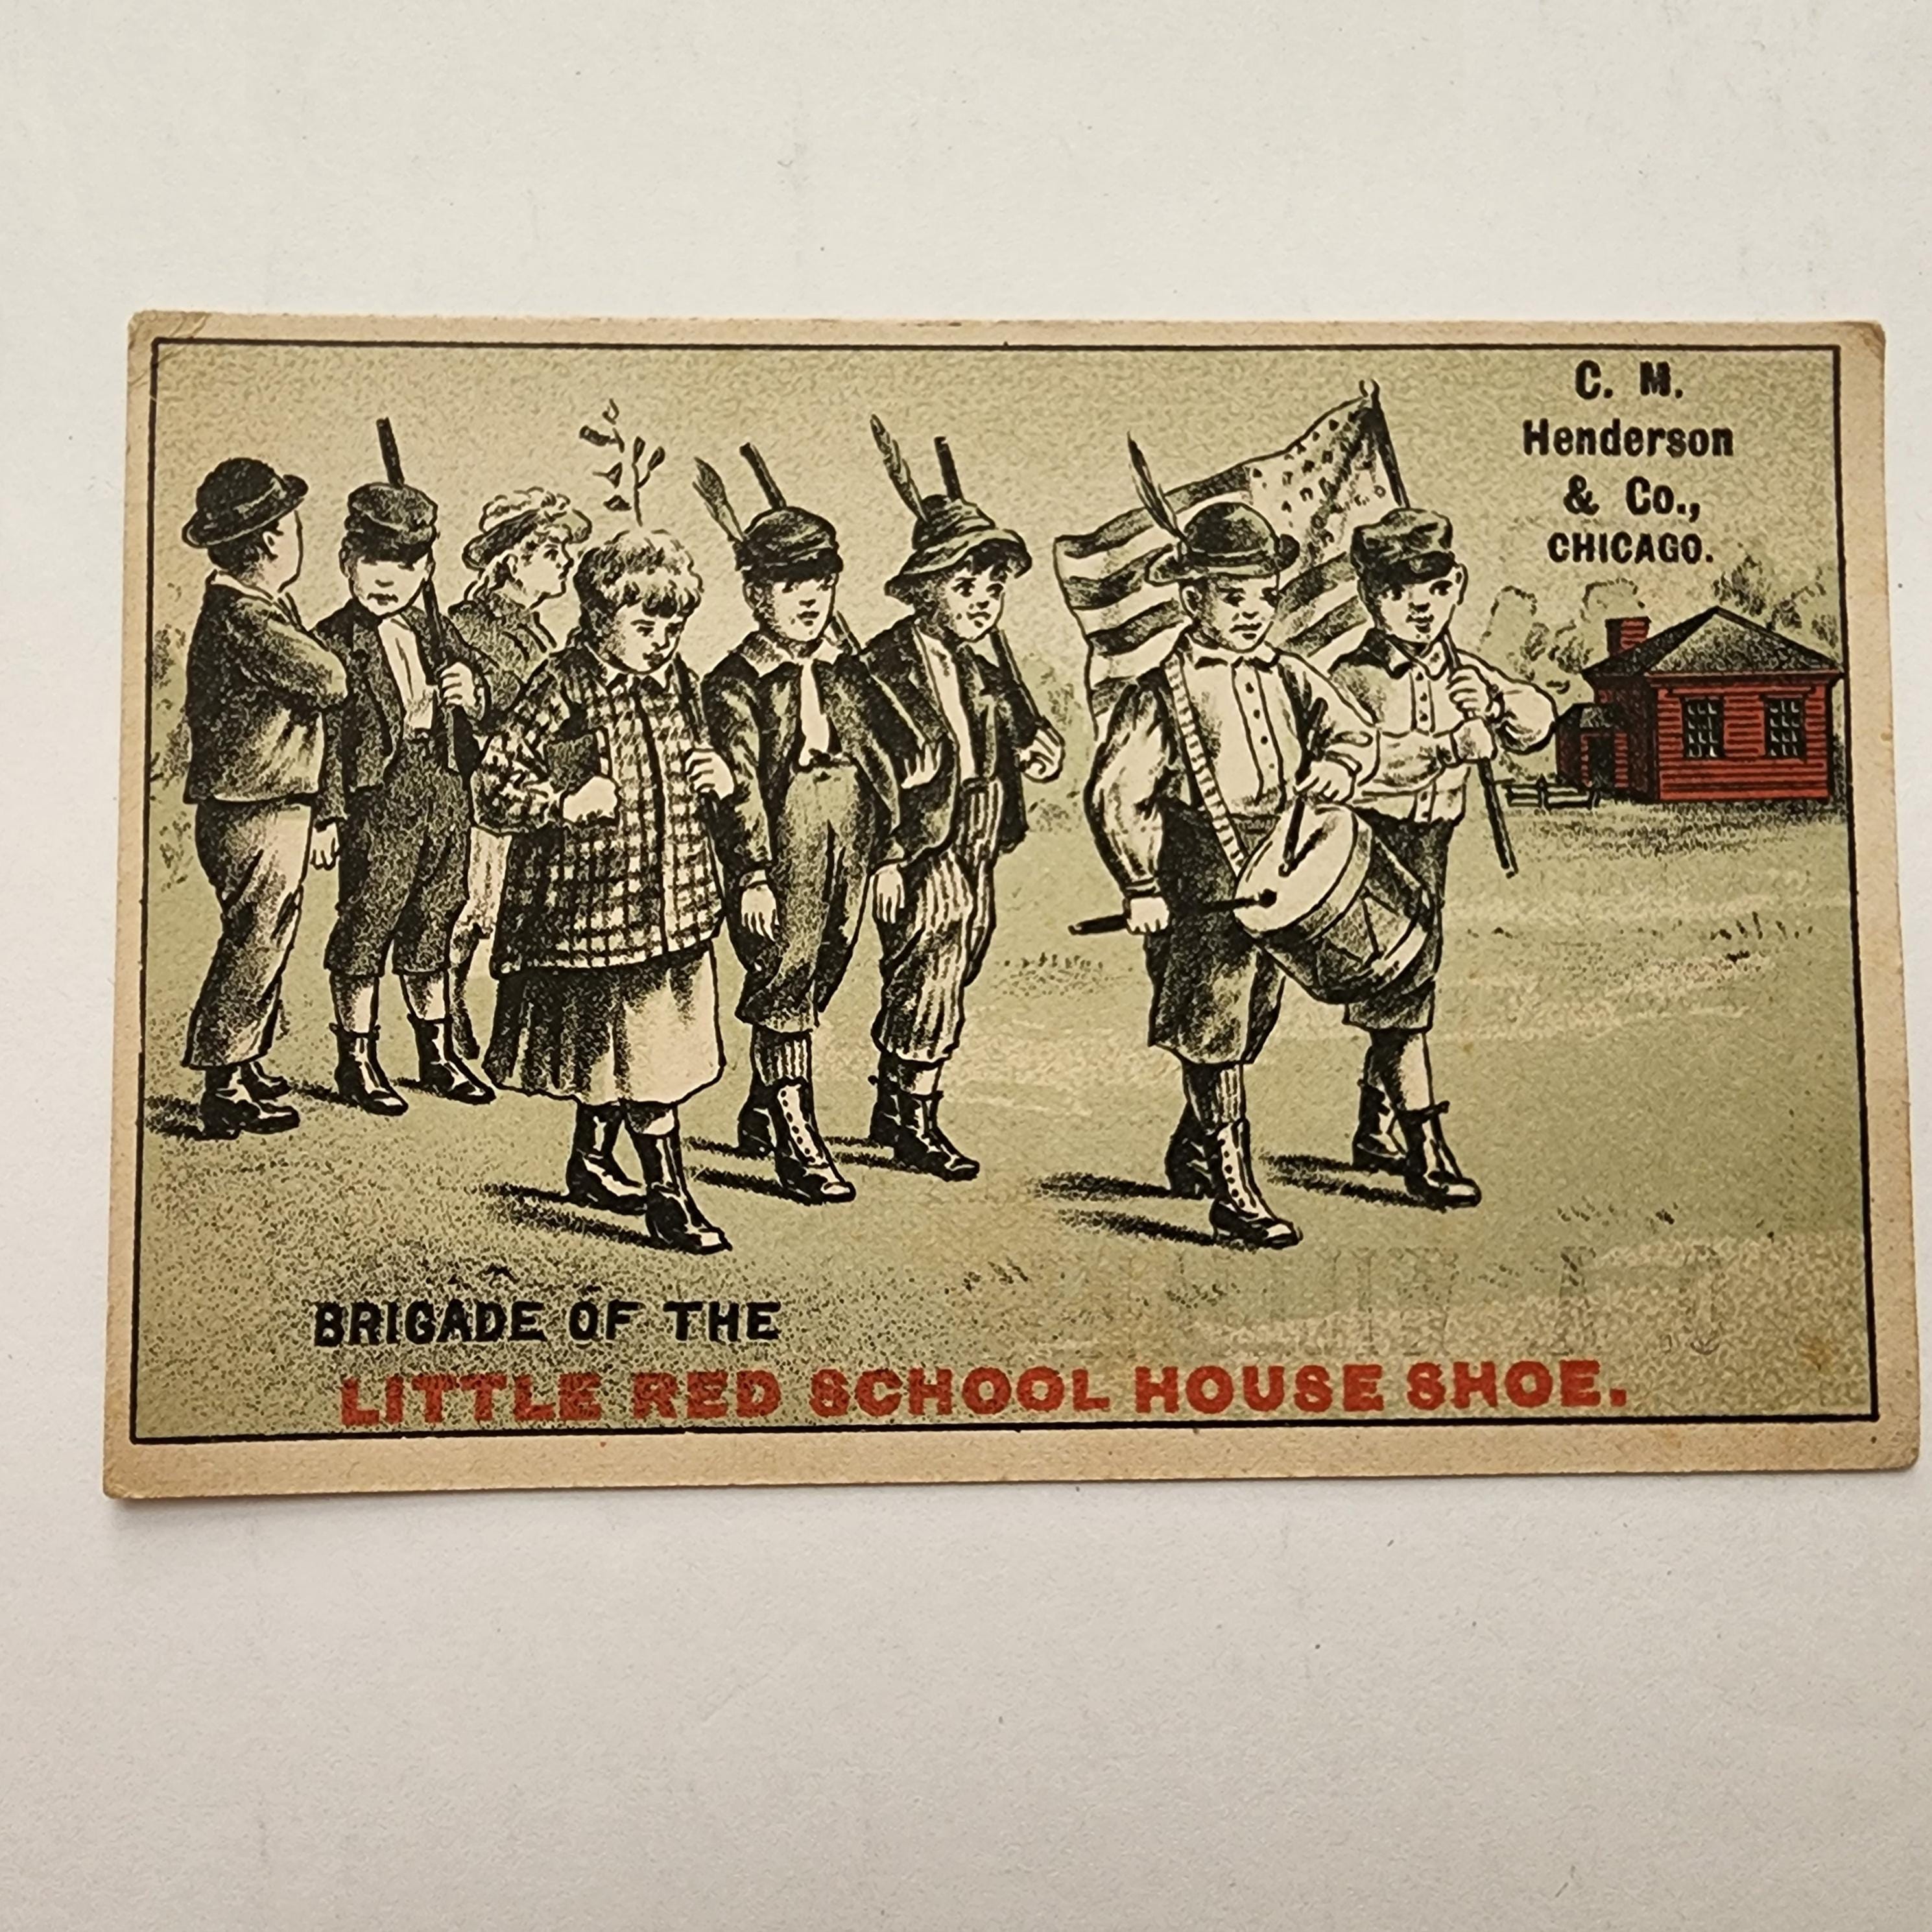 C. M.
Henderson
& Co.,
CHICAGO.
BRIGADE OF THE
LITTLE RED SCHOOL HOUSE SHOE.